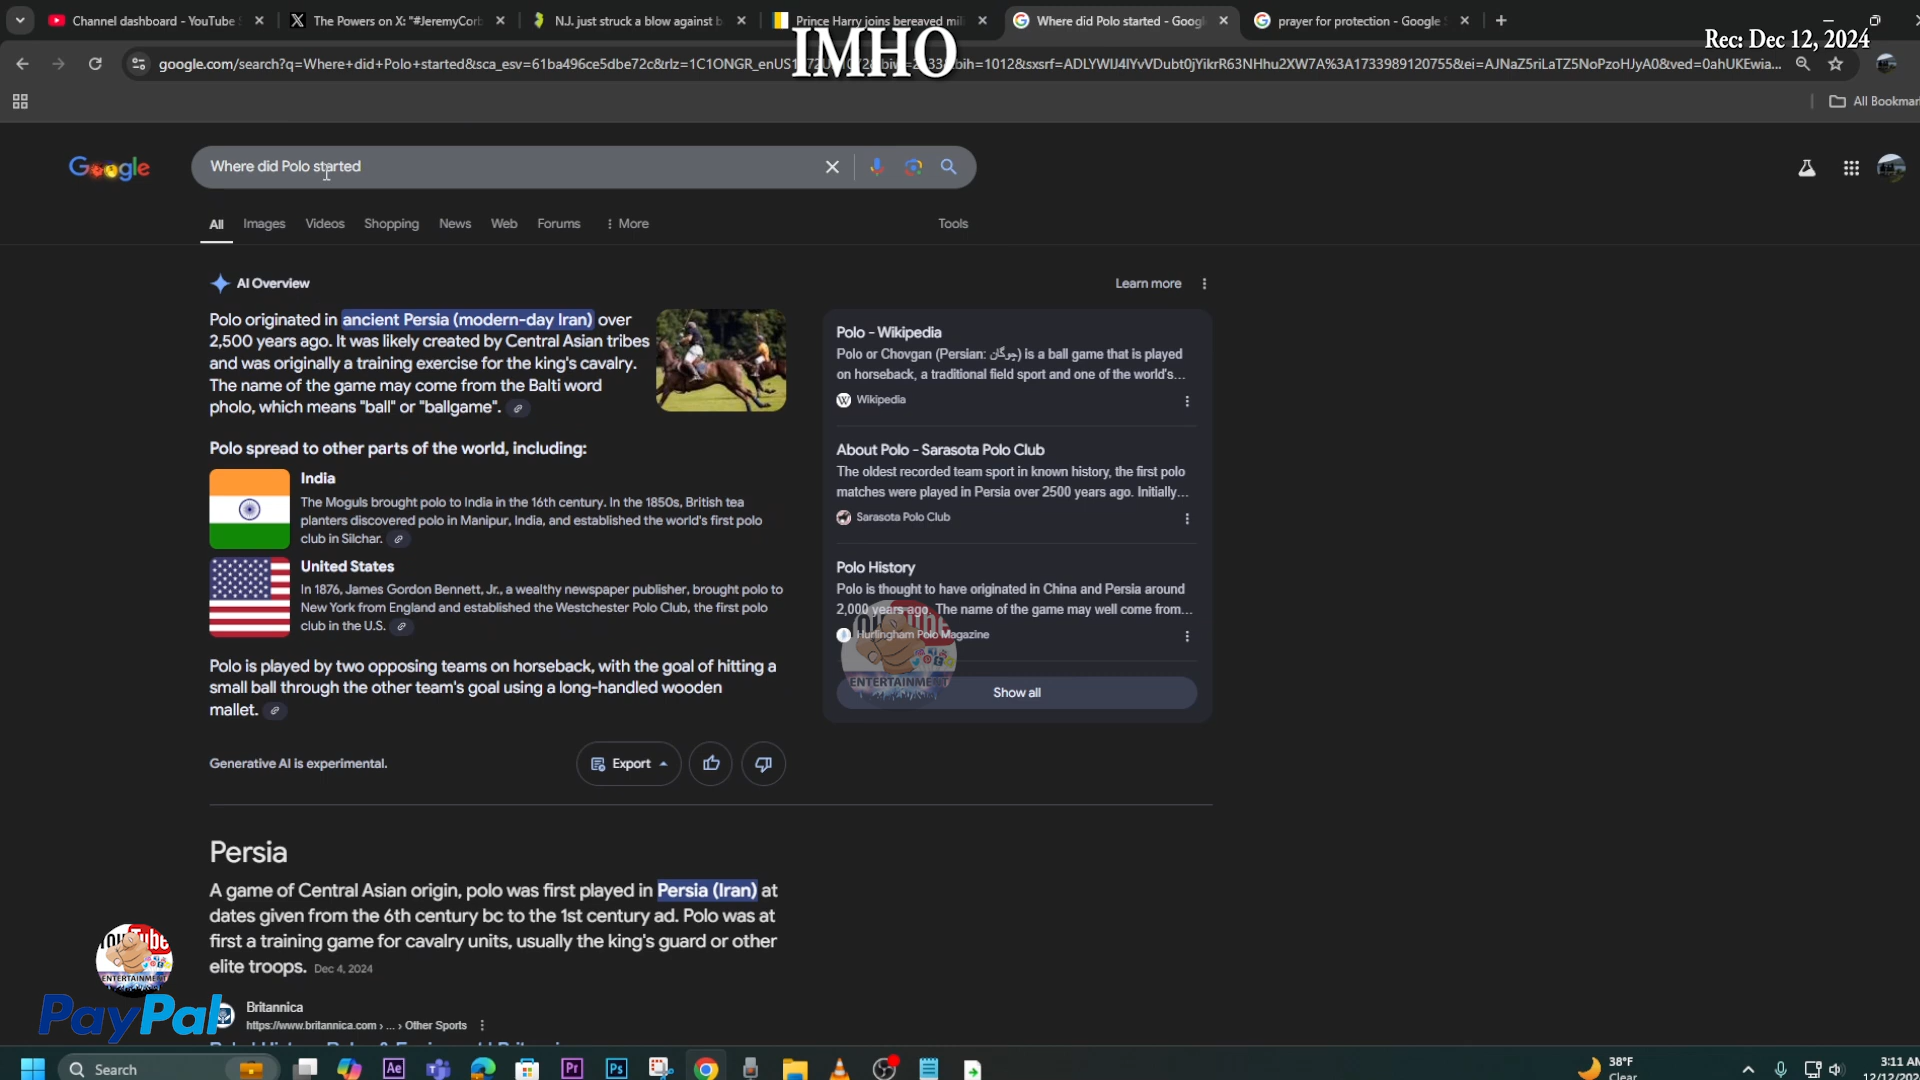 Channel dashboard - YouTube S
The Powers on X: "#JeremyCorb
N.J. just struck a blow against b
Prince Harry joins bereaved mil
Where did Polo started - Googl
prayer for protection - Google S
IMHO
Rec: Dec 12, 2024
All Bookmar
Google
Where did Polo started
All
Images
Videos
Shopping
News
Web
Forums
More
Tools
AI Overview
Learn more
Polo originated in ancient Persia (modern-day Iran) over
2,500 years ago. It was likely created by Central Asian tribes
and was originally a training exercise for the king's cavalry.
The name of the game may come from the Balti word
pholo, which means "ball" or "ballgame".
Polo spread to other parts of the world, including:
India
The Moguls brought polo to India in the 16th century. In the 1850s, British tea
planters discovered polo in Manipur, India, and established the world's first polo
club in Silchar.
United States
In 1876, James Gordon Bennett, Jr., a wealthy newspaper publisher, brought polo to
New York from England and established the Westchester Polo Club, the first polo
club in the U.S.
Polo is played by two opposing teams on horseback, with the goal of hitting a
small ball through the other team's goal using a long-handled wooden
mallet.
Polo - Wikipedia
Polo or Chovgan (Persian: چوگان) is a ball game that is played
on horseback, a traditional field sport and one of the world's...
Wikipedia
About Polo - Sarasota Polo Club
The oldest recorded team sport in known history, the first polo
matches were played in Persia over 2500 years ago. Initially...
Sarasota Polo Club
Polo History
Polo is thought to have originated in China and Persia around
2,000 years ago. The name of the game may well come from...
Hurlingham Polo Magazine
YouTube
ENTERTAINMENT
Show all
Generative AI is experimental.
Export
Persia
A game of Central Asian origin, polo was first played in Persia (Iran) at
dates given from the 6th century bc to the 1st century ad. Polo was at
first a training game for cavalry units, usually the king's guard or other
elite troops. Dec 4, 2024
YouTube
ENTERTAINMENT
PayPal
Britannica
https://www.britannica.com › ... › Other Sports
Search
Ae
Pr
Ps
38°F
Clear
3:11 AM